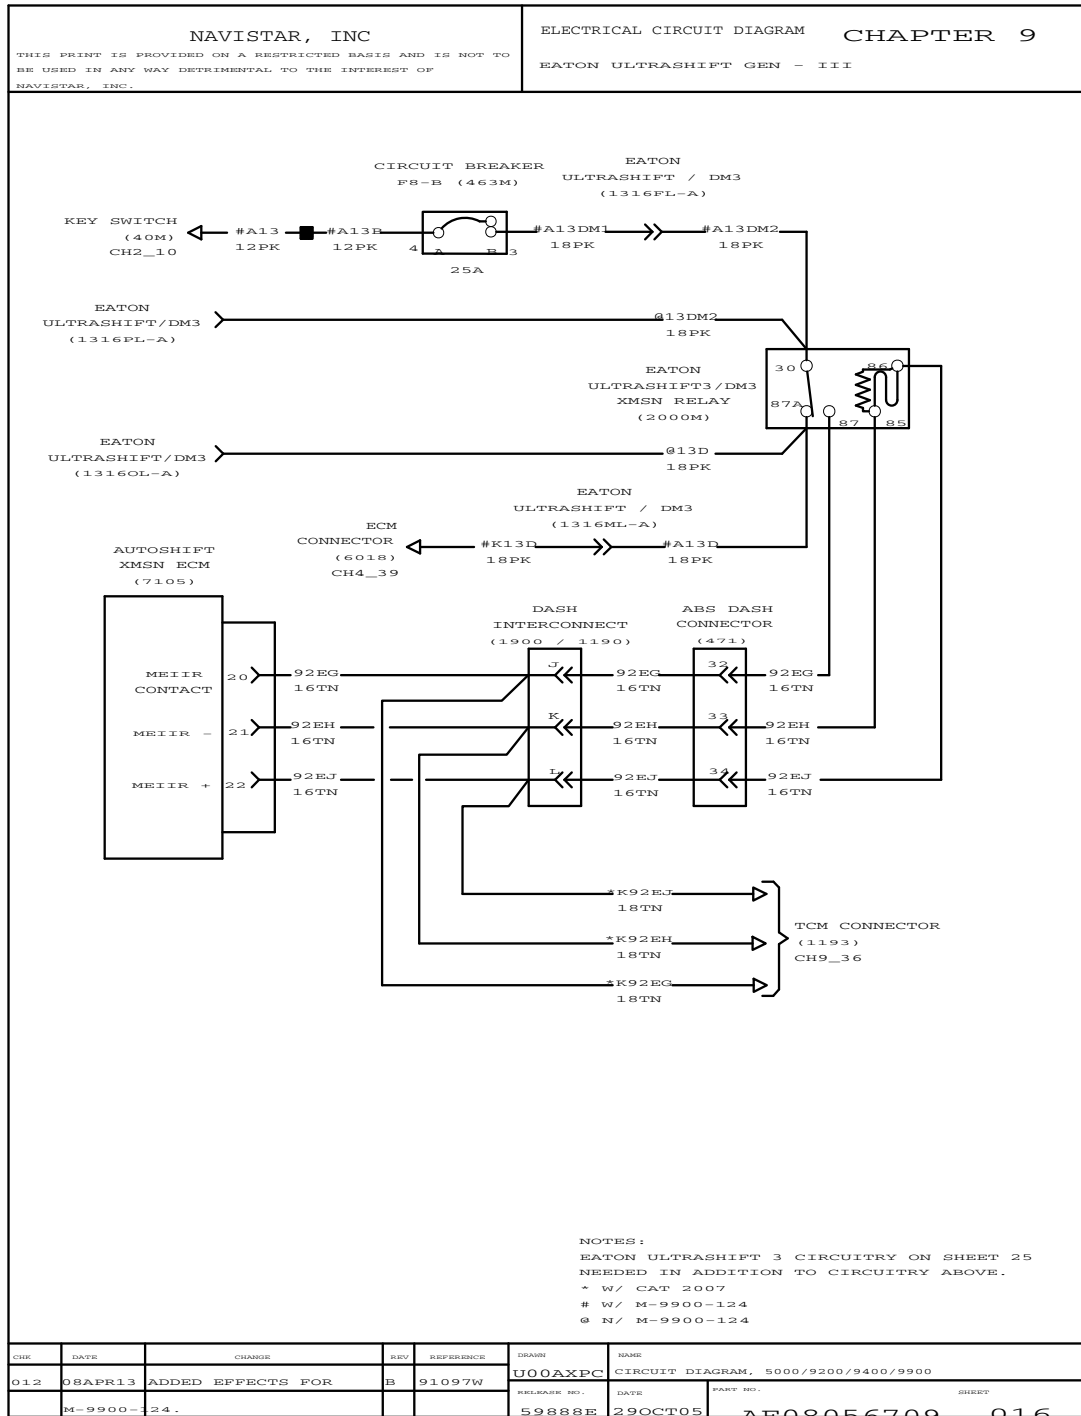 NAVISTAR, INC
THIS PRINT IS PROVIDED ON A RESTRICTED BASIS AND IS NOT TO
BE USED IN ANY WAY DETRIMENTAL TO THE INTEREST OF
NAVISTAR, INC.
ELECTRICAL CIRCUIT DIAGRAM CHAPTER 9
EATON ULTRASHIFT GEN - III
CIRCUIT BREAKER
F8-B (463M)
EATON
ULTRASHIFT / DM3
(1316FL-A)
KEY SWITCH
(40M)
CH2_10
#A13
12PK
#A13B
12PK
4 A B 3
25A
#A13DM1
18PK
#A13DM2
18PK
EATON
ULTRASHIFT/DM3
(1316PL-A)
@13DM2
18PK
EATON
ULTRASHIFT3/DM3
XMSN RELAY
(2000M)
30
86
87A
87
85
EATON
ULTRASHIFT/DM3
(1316OL-A)
@13D
18PK
EATON
ULTRASHIFT / DM3
(1316ML-A)
ECM
CONNECTOR
(6018)
CH4_39
#K13D
18PK
#A13D
18PK
AUTOSHIFT
XMSN ECM
(7105)
DASH
INTERCONNECT
(1900 / 1190)
ABS DASH
CONNECTOR
(471)
MEIIR
CONTACT
20
92EG
16TN
J
92EG
16TN
32
92EG
16TN
MEIIR -
21
92EH
16TN
K
92EH
16TN
33
92EH
16TN
MEIIR +
22
92EJ
16TN
L
92EJ
16TN
34
92EJ
16TN
*K92EJ
18TN
*K92EH
18TN
*K92EG
18TN
TCM CONNECTOR
(1193)
CH9_36
NOTES:
EATON ULTRASHIFT 3 CIRCUITRY ON SHEET 25
NEEDED IN ADDITION TO CIRCUITRY ABOVE.
* W/ CAT 2007
# W/ M-9900-124
@ N/ M-9900-124
CHK DATE CHANGE REV REFERENCE
012 08APR13 ADDED EFFECTS FOR B 91097W
M-9900-124.
DRAWN
U00AXPC
NAME
CIRCUIT DIAGRAM, 5000/9200/9400/9900
RELEASE NO.
59888E
DATE
29OCT05
PART NO.
AE08056709
SHEET
016